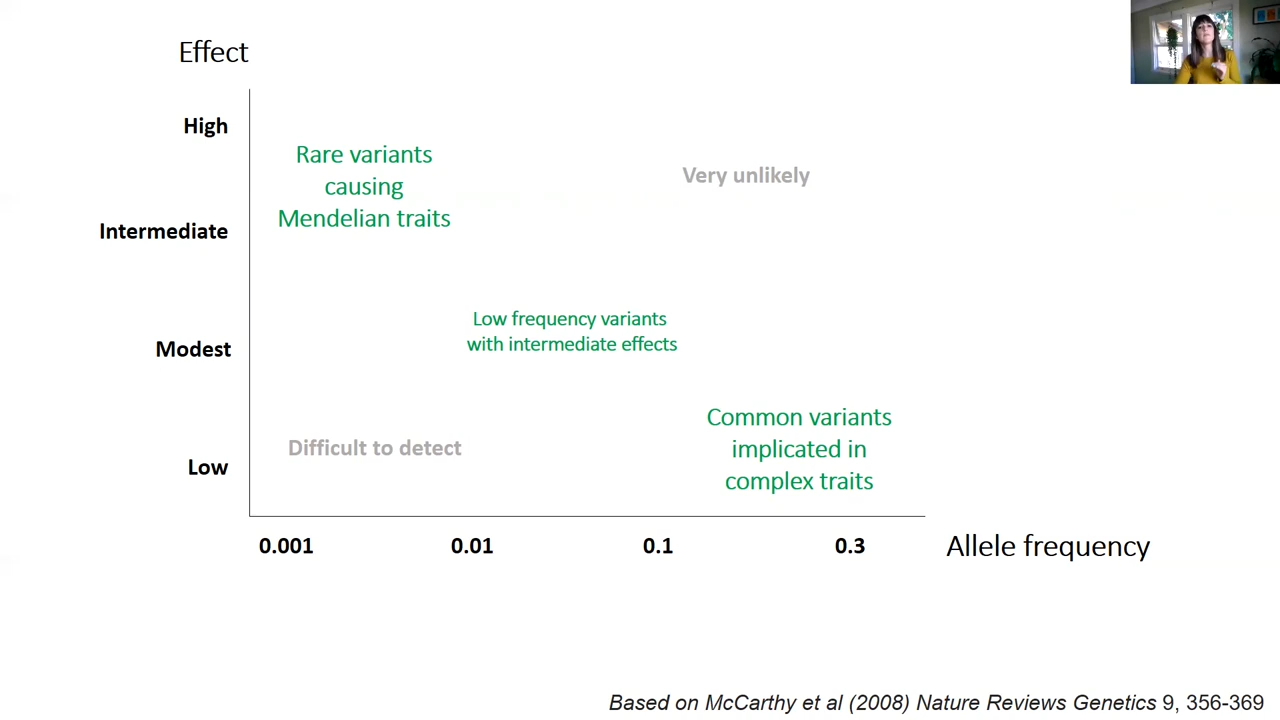 Effect
High
Rare variants
causing
Mendelian traits
Very unlikely
Intermediate
Low frequency variants
with intermediate effects
Modest
Common variants
implicated in
complex traits
Difficult to detect
Low
0.001 0.01 0.1 0.3 Allele frequency
Based on McCarthy et al (2008) Nature Reviews Genetics 9, 356-369